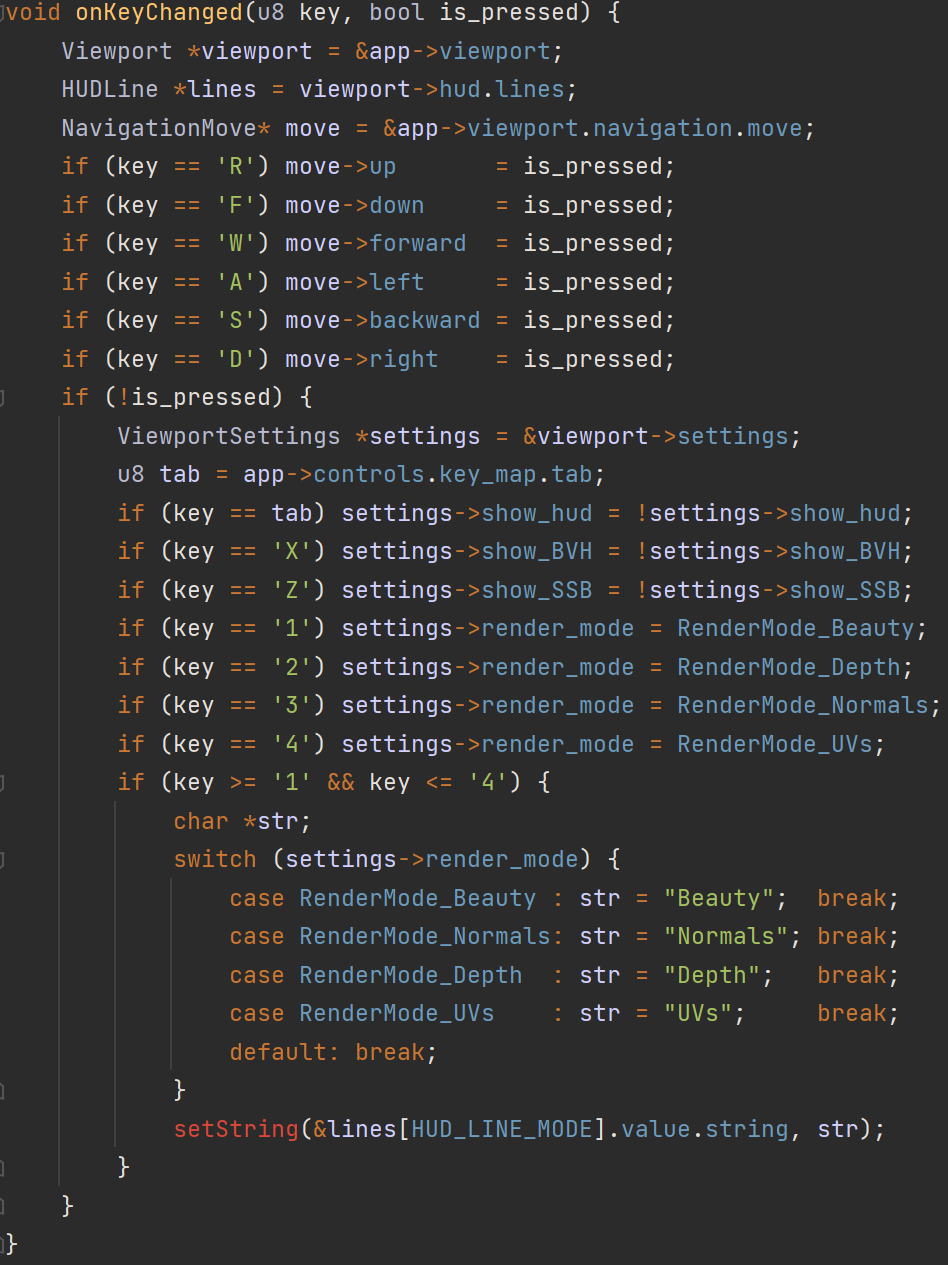 void onKeyChanged(u8 key, bool is_pressed) {
    Viewport *viewport = &app->viewport;
    HUDLine *lines = viewport->hud.lines;
    NavigationMove* move = &app->viewport.navigation.move;
    if (key == 'R') move->up       = is_pressed;
    if (key == 'F') move->down     = is_pressed;
    if (key == 'W') move->forward  = is_pressed;
    if (key == 'A') move->left     = is_pressed;
    if (key == 'S') move->backward = is_pressed;
    if (key == 'D') move->right    = is_pressed;
    if (!is_pressed) {
        ViewportSettings *settings = &viewport->settings;
        u8 tab = app->controls.key_map.tab;
        if (key == tab) settings->show_hud = !settings->show_hud;
        if (key == 'X') settings->show_BVH = !settings->show_BVH;
        if (key == 'Z') settings->show_SSB = !settings->show_SSB;
        if (key == '1') settings->render_mode = RenderMode_Beauty;
        if (key == '2') settings->render_mode = RenderMode_Depth;
        if (key == '3') settings->render_mode = RenderMode_Normals;
        if (key == '4') settings->render_mode = RenderMode_UVs;
        if (key >= '1' && key <= '4') {
            char *str;
            switch (settings->render_mode) {
                case RenderMode_Beauty : str = "Beauty";  break;
                case RenderMode_Normals: str = "Normals"; break;
                case RenderMode_Depth  : str = "Depth";   break;
                case RenderMode_UVs    : str = "UVs";     break;
                default: break;
            }
            setString(&lines[HUD_LINE_MODE].value.string, str);
        }
    }
}